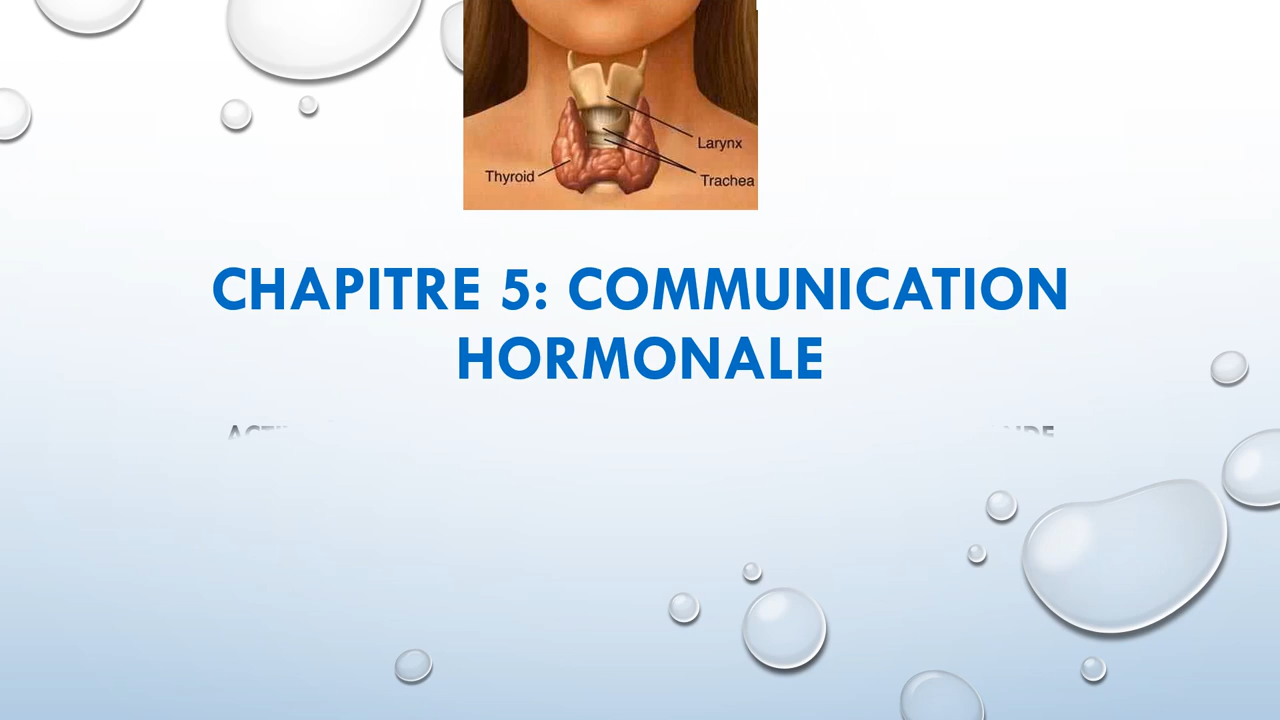 Larynx
Thyroid
Trachea
CHAPITRE 5: COMMUNICATION
HORMONALE